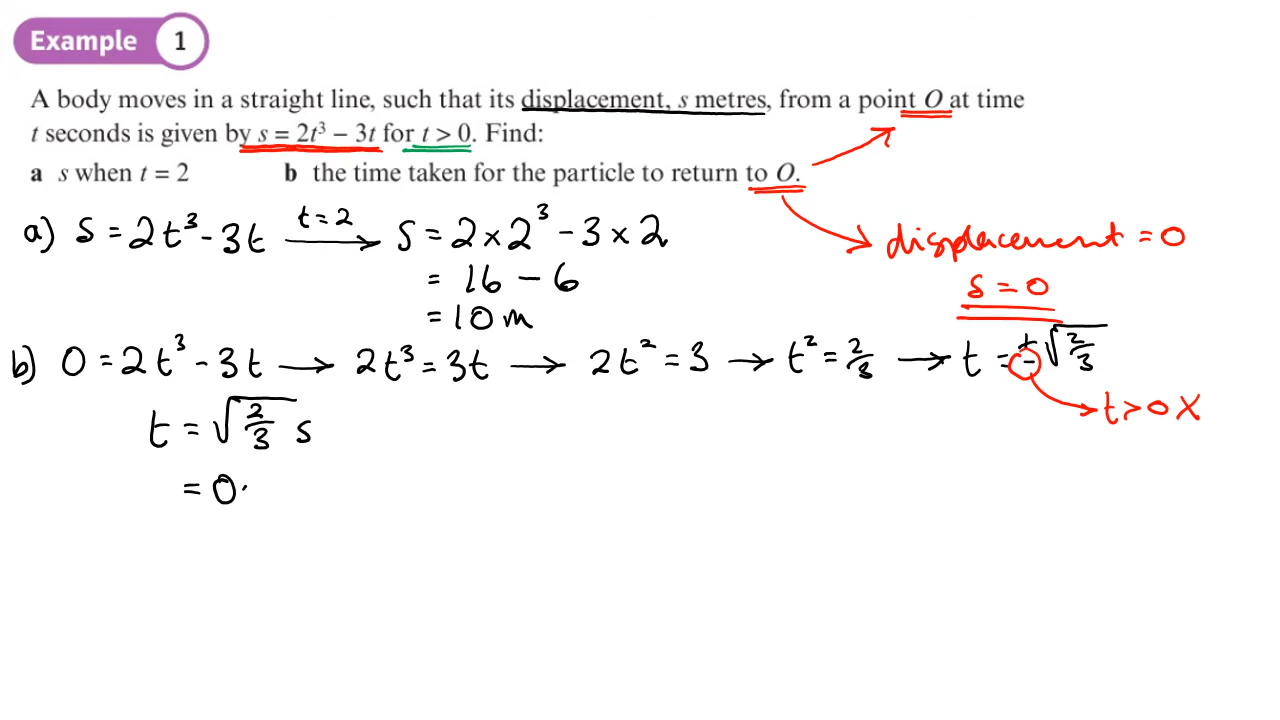 Example 1
A body moves in a straight line, such that its displacement, s metres, from a point O at time
t seconds is given by s = 2t³ − 3t for t > 0. Find:
a s when t = 2 b the time taken for the particle to return to O.
a) s = 2t³ - 3t t = 2 → s = 2 × 2³ - 3 × 2
= 16 - 6
= 10 m
displacement = 0
s = 0
b) 0 = 2t³ - 3t → 2t³ = 3t → 2t² = 3 → t² = 2/3 → t = ±√(2/3)
t > 0 X
t = √(2/3) s
= 0.